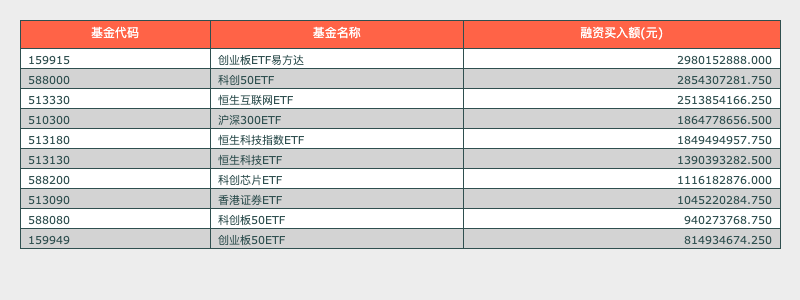 基金代码 基金名称 融资买入额(元)
159915 创业板ETF易方达 2980152888.000
588000 科创50ETF 2854307281.750
513330 恒生互联网ETF 2513854166.250
510300 沪深300ETF 1864778656.500
513180 恒生科技指数ETF 1849494957.750
513130 恒生科技ETF 1390393282.500
588200 科创芯片ETF 1116182876.000
513090 香港证券ETF 1045220284.750
588080 科创板50ETF 940273768.750
159949 创业板50ETF 814934674.250